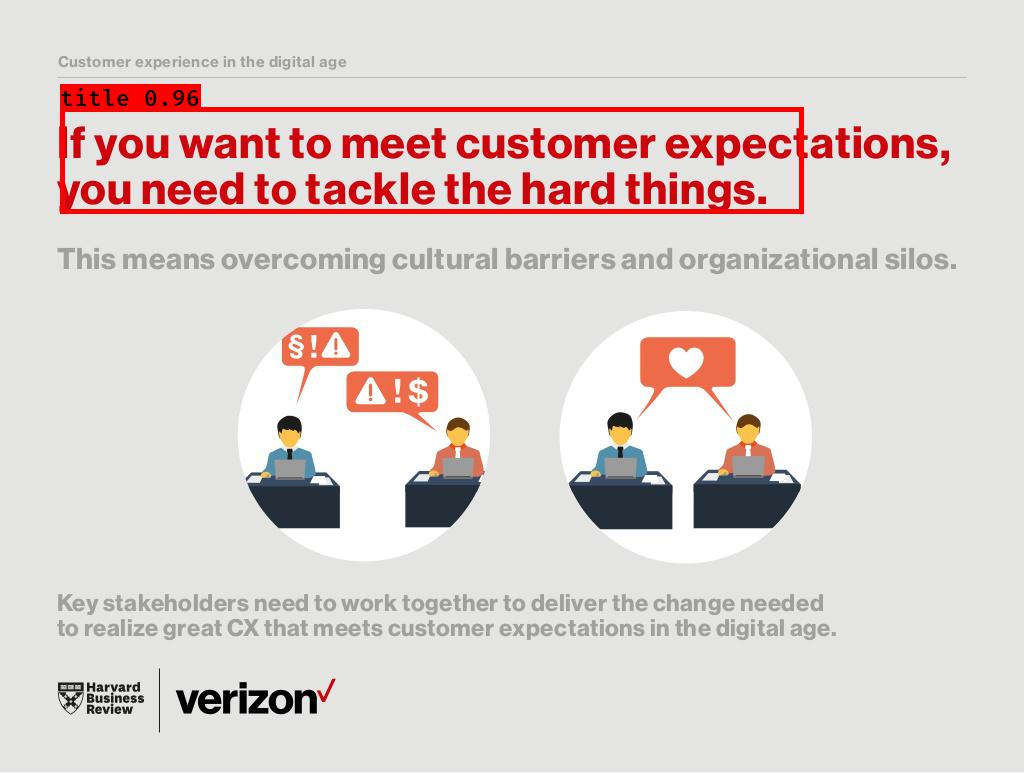 Customer experience in the digital age
title 0.96
If you want to meet customer expectations,
you need to tackle the hard things.
This means overcoming cultural barriers and organizational silos.
§!⚠
⚠!$
Key stakeholders need to work together to deliver the change needed
to realize great CX that meets customer expectations in the digital age.
Harvard
Business
Review
verizon✓